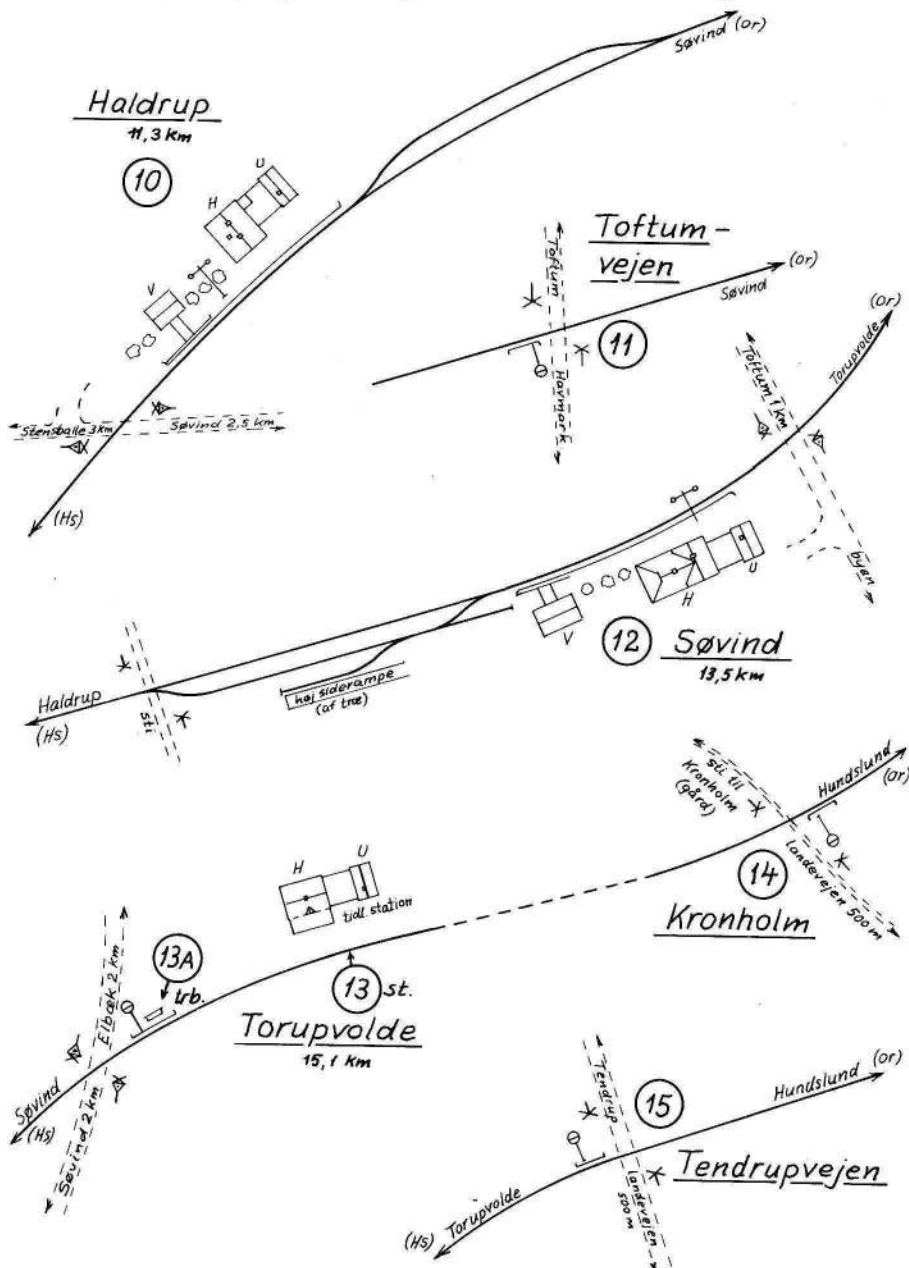 Søvind (Or)
Haldrup
11,3 km
10
U
H
V
Stensballe 3km
Søvind 2,5 km
(Hs)
Toftum-
vejen
Toftum
Havmark
Søvind
(Or)
11
(Or)
Torupvolde
Toftum 1 km
byen
U
H
V
12
Søvind
13,5 km
høj siderampe
(af træ)
sti
Haldrup
(Hs)
Hundslund
(Or)
sti til
Kronholm
(gård)
landevejen 500 m
14
Kronholm
H
U
tidl. station
13A
trb.
13 st.
Torupvolde
15,1 km
Elbæk 2 km
Søvind 2 km
Søvind
(Hs)
Tendrup
15
Hundslund
(Or)
Tendrupvejen
landevejen
500 m
Torupvolde
(Hs)